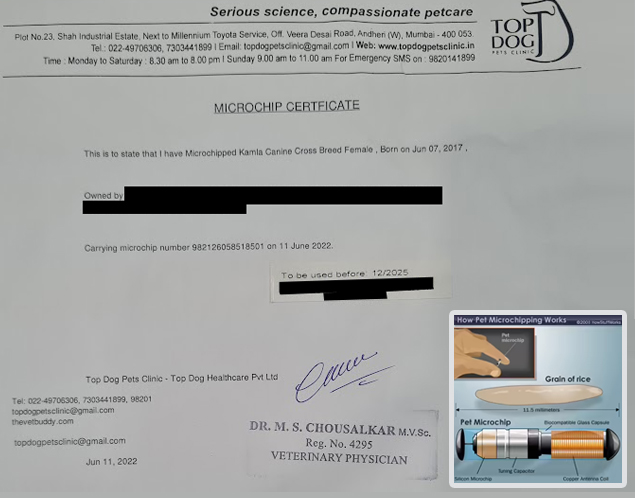 Serious science, compassionate petcare
Plot No.23, Shah Industrial Estate, Next to Millennium Toyota Service, Off. Veera Desai Road, Andheri (W), Mumbai - 400 053.
Tel.: 022-49706306, 7303441899 I Email: topdogpetsclinic@gmail.com I Web: www.topdogpetsclinic.in
Time : Monday to Saturday : 8.30 am to 8.00 pm I Sunday 9.00 am to 11.00 am For Emergency SMS on : 9820141899
TOP
DOG
PETS CLINIC
MICROCHIP CERTFICATE
This is to state that I have Microchipped Kamla Canine Cross Breed Female , Born on Jun 07, 2017 ,
Owned by
Carrying microchip number 982126058518501 on 11 June 2022.
To be used before: 12/2025
Top Dog Pets Clinic - Top Dog Healthcare Pvt Ltd
Tel: 022-49706306, 7303441899, 98201
topdogpetsclinic@gmail.com
thevetbuddy.com
topdogpetsclinic@gmail.com
Jun 11, 2022
DR. M. S. CHOUSALKAR M.V.Sc.
Reg. No. 4295
VETERINARY PHYSICIAN
How Pet Microchipping Works
©2003 HowStuffWorks
Pet
microchip
Grain of rice
11.5 millimeters
Pet Microchip
Biocompatible Glass Capsule
Silicon Microchip
Tuning Capacitor
Copper Antenna Coil